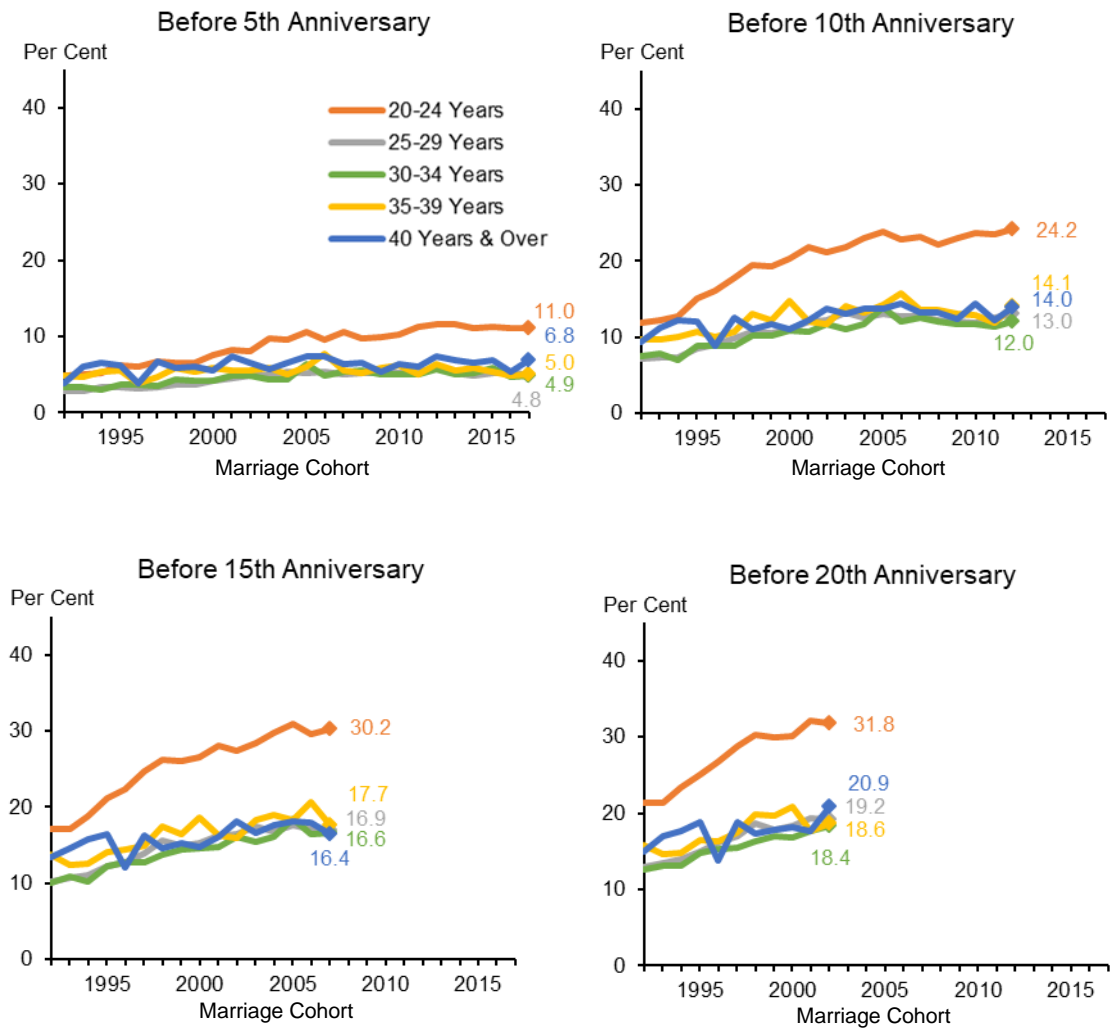 Before 5th Anniversary
Per Cent
40
30
20
10
0
20-24 Years
25-29 Years
30-34 Years
35-39 Years
40 Years & Over
11.0
6.8
5.0
4.9
4.8
1995 2000 2005 2010 2015
Marriage Cohort
Before 10th Anniversary
Per Cent
40
30
20
10
0
24.2
14.1
14.0
13.0
12.0
1995 2000 2005 2010 2015
Marriage Cohort
Before 15th Anniversary
Per Cent
40
30
20
10
0
30.2
17.7
16.9
16.6
16.4
1995 2000 2005 2010 2015
Marriage Cohort
Before 20th Anniversary
Per Cent
40
30
20
10
0
31.8
20.9
19.2
18.6
18.4
1995 2000 2005 2010 2015
Marriage Cohort